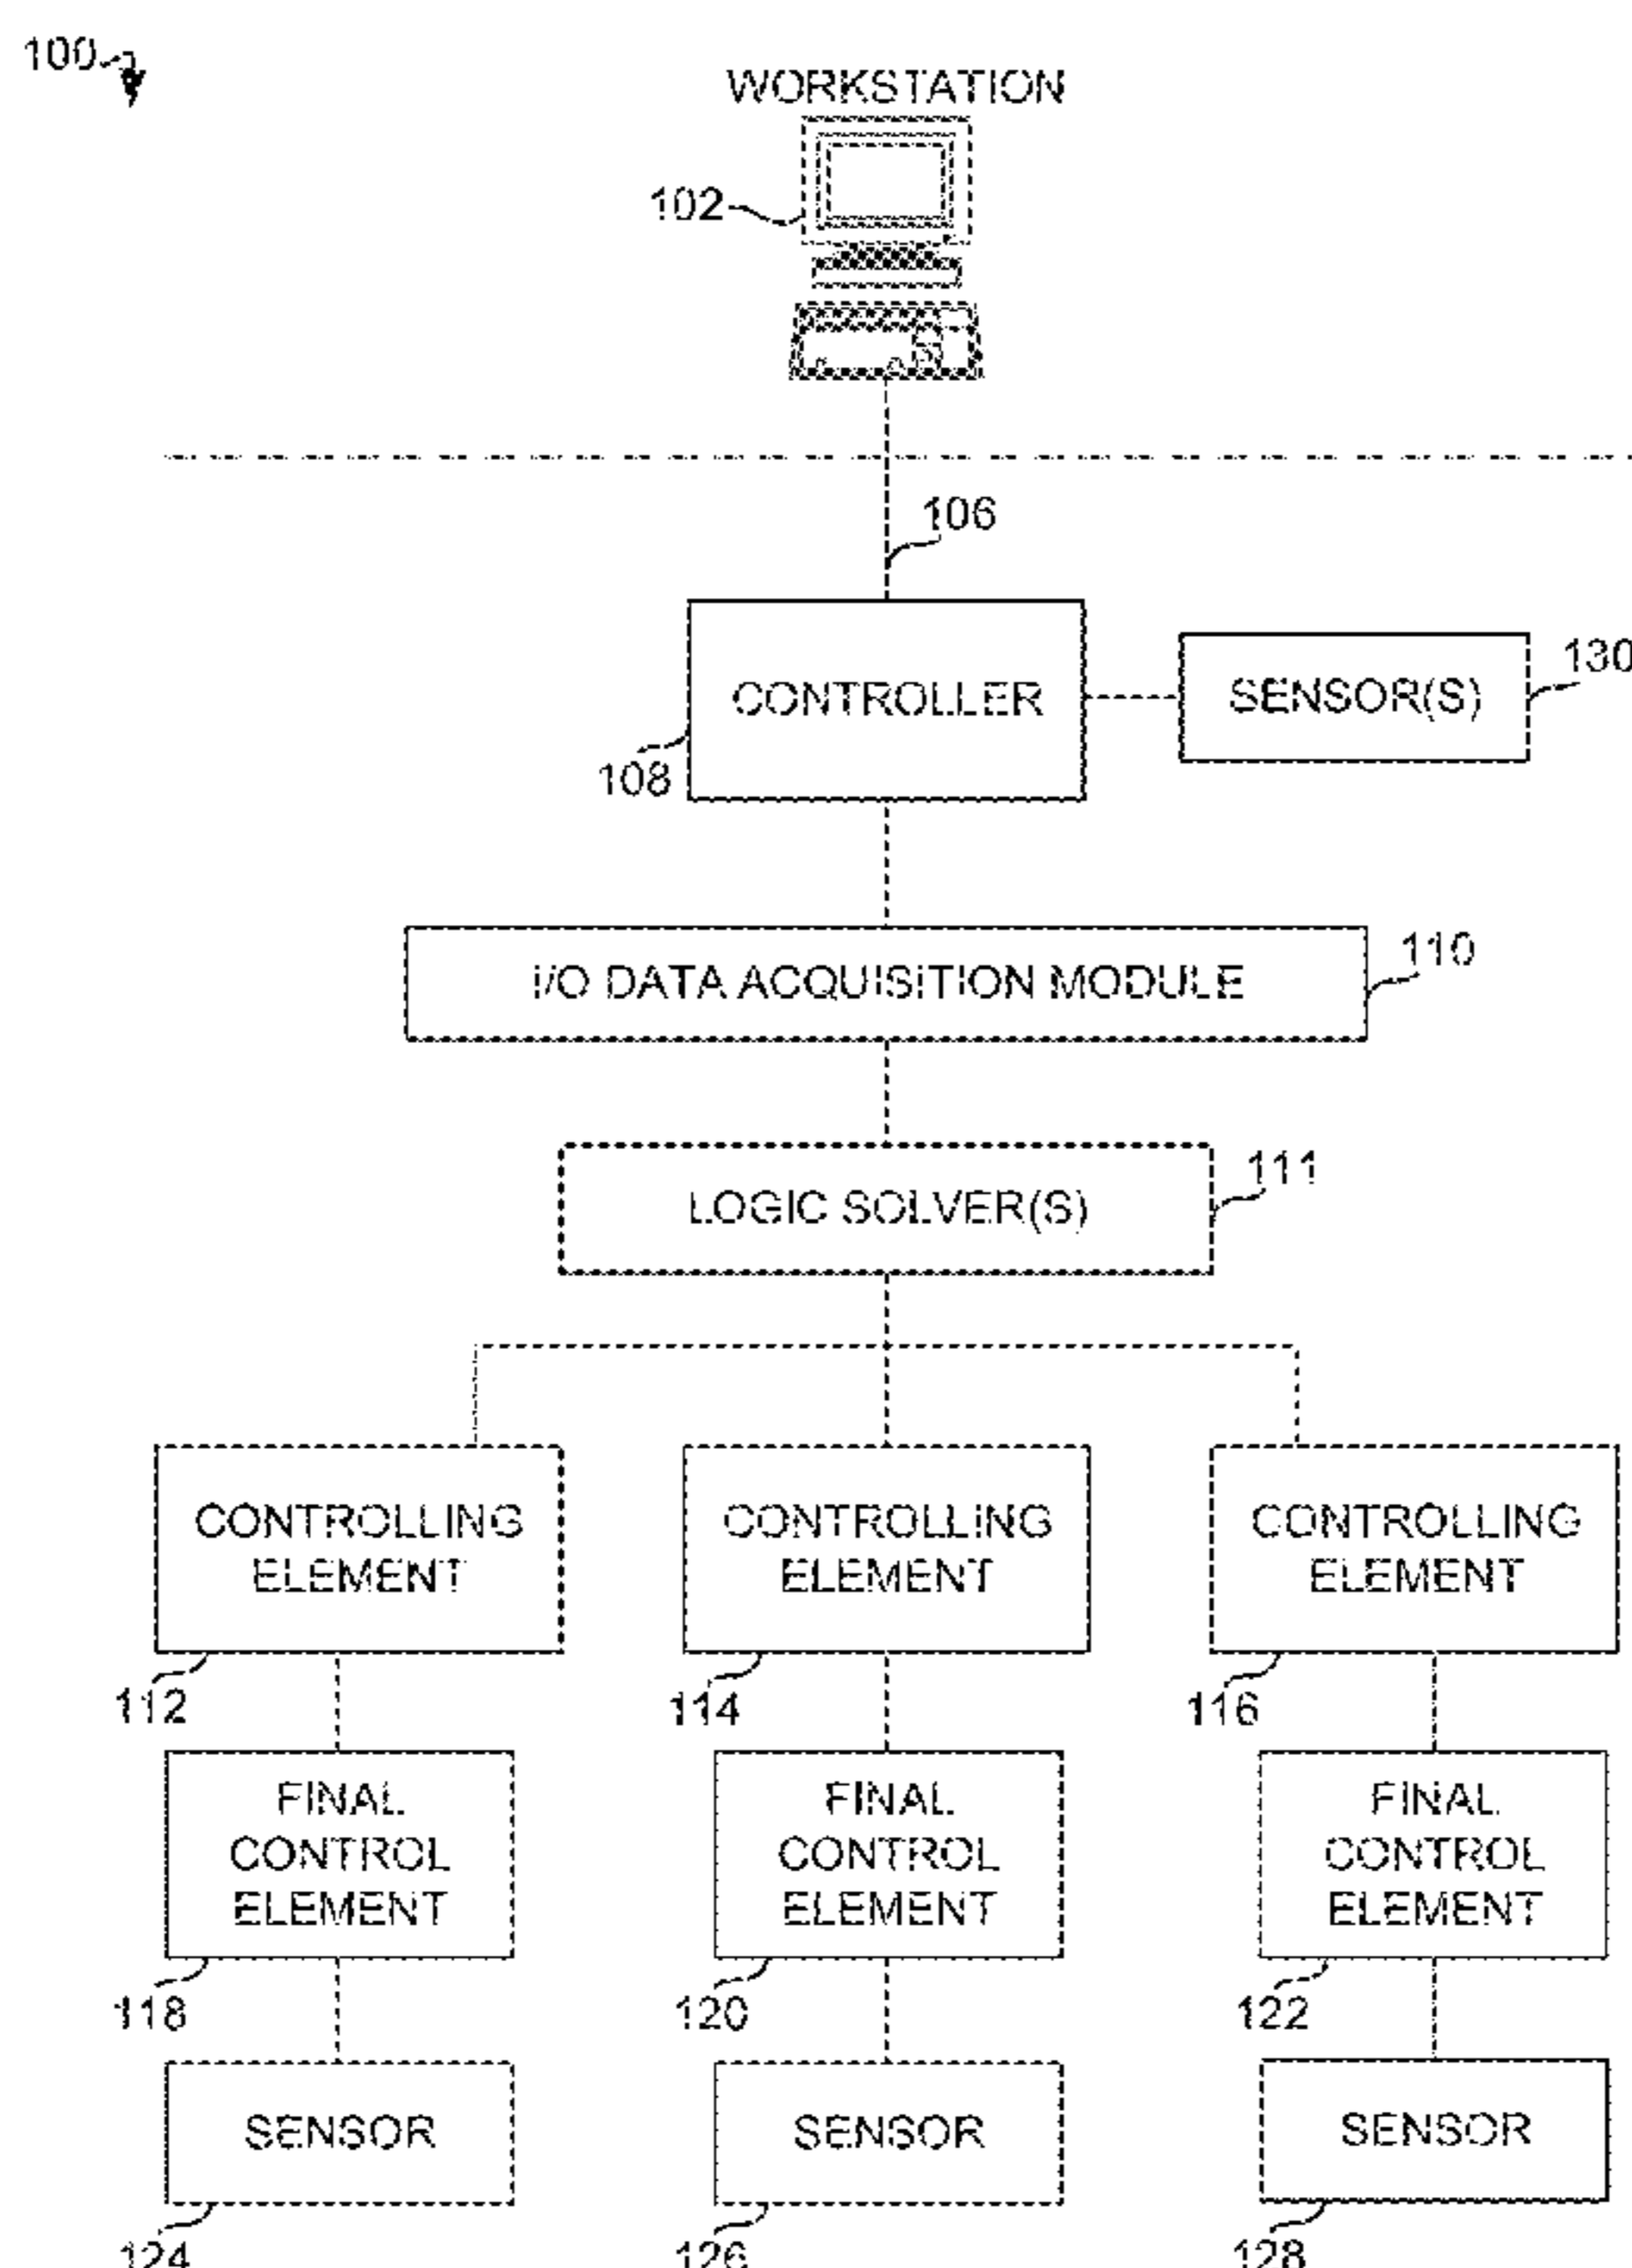 100
WORKSTATION
102
106
CONTROLLER
SENSOR(S)
130
108
I/O DATA ACQUISITION MODULE
110
LOGIC SOLVER(S)
111
CONTROLLING
ELEMENT
CONTROLLING
ELEMENT
CONTROLLING
ELEMENT
112
114
116
FINAL
CONTROL
ELEMENT
FINAL
CONTROL
ELEMENT
FINAL
CONTROL
ELEMENT
118
120
122
SENSOR
SENSOR
SENSOR
124
126
128